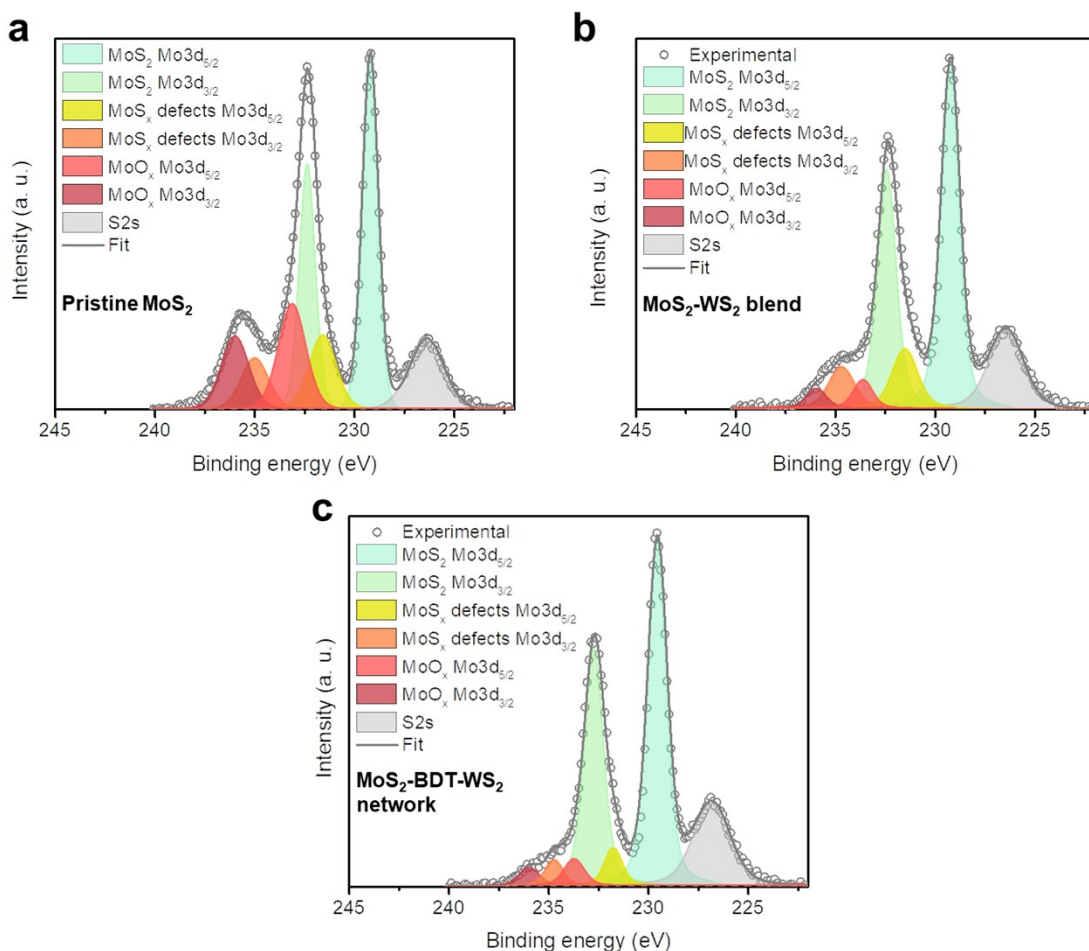 a
MoS₂ Mo3d₅/₂
MoS₂ Mo3d₃/₂
MoSₓ defects Mo3d₅/₂
MoSₓ defects Mo3d₃/₂
MoOₓ Mo3d₅/₂
MoOₓ Mo3d₃/₂
S2s
Fit
Pristine MoS₂
Intensity (a. u.)
245 240 235 230 225
Binding energy (eV)
b
Experimental
MoS₂ Mo3d₅/₂
MoS₂ Mo3d₃/₂
MoSₓ defects Mo3d₅/₂
MoSₓ defects Mo3d₃/₂
MoOₓ Mo3d₅/₂
MoOₓ Mo3d₃/₂
S2s
Fit
MoS₂-WS₂ blend
Intensity (a. u.)
245 240 235 230 225
Binding energy (eV)
c
Experimental
MoS₂ Mo3d₅/₂
MoS₂ Mo3d₃/₂
MoSₓ defects Mo3d₅/₂
MoSₓ defects Mo3d₃/₂
MoOₓ Mo3d₅/₂
MoOₓ Mo3d₃/₂
S2s
Fit
MoS₂-BDT-WS₂
network
Intensity (a. u.)
245 240 235 230 225
Binding energy (eV)